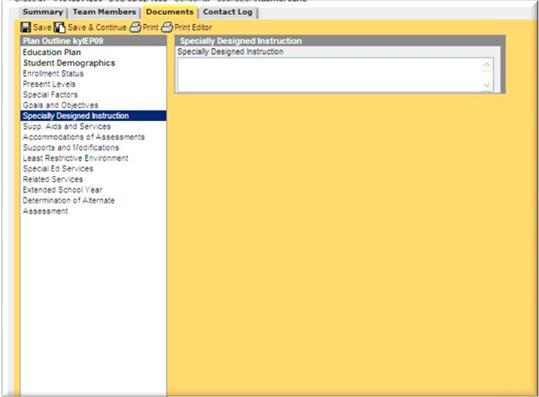 Summary Team Members Documents Contact Log
Save Save & Continue Print Print Editor
Plan Outline kyIEP09
Education Plan
Student Demographics
Enrolment Status
Present Levels
Special Factors
Goals and Objectives
Specially Designed Instruction
Supp. Aids and Services
Accommodations of Assessments
Supports and Modifications
Least Restrictive Environment
Special Ed Services
Related Services
Extended School Year
Determination of Alternate
Assessment
Specially Designed Instruction
Specially Designed Instruction